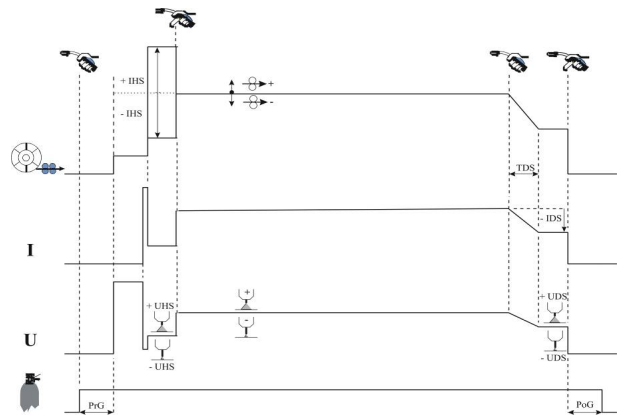 + IHS
- IHS
+
-
TDS
- IDS
I
+ UHS
+
-
- UHS
+ UDS
- UDS
U
PrG
PoG